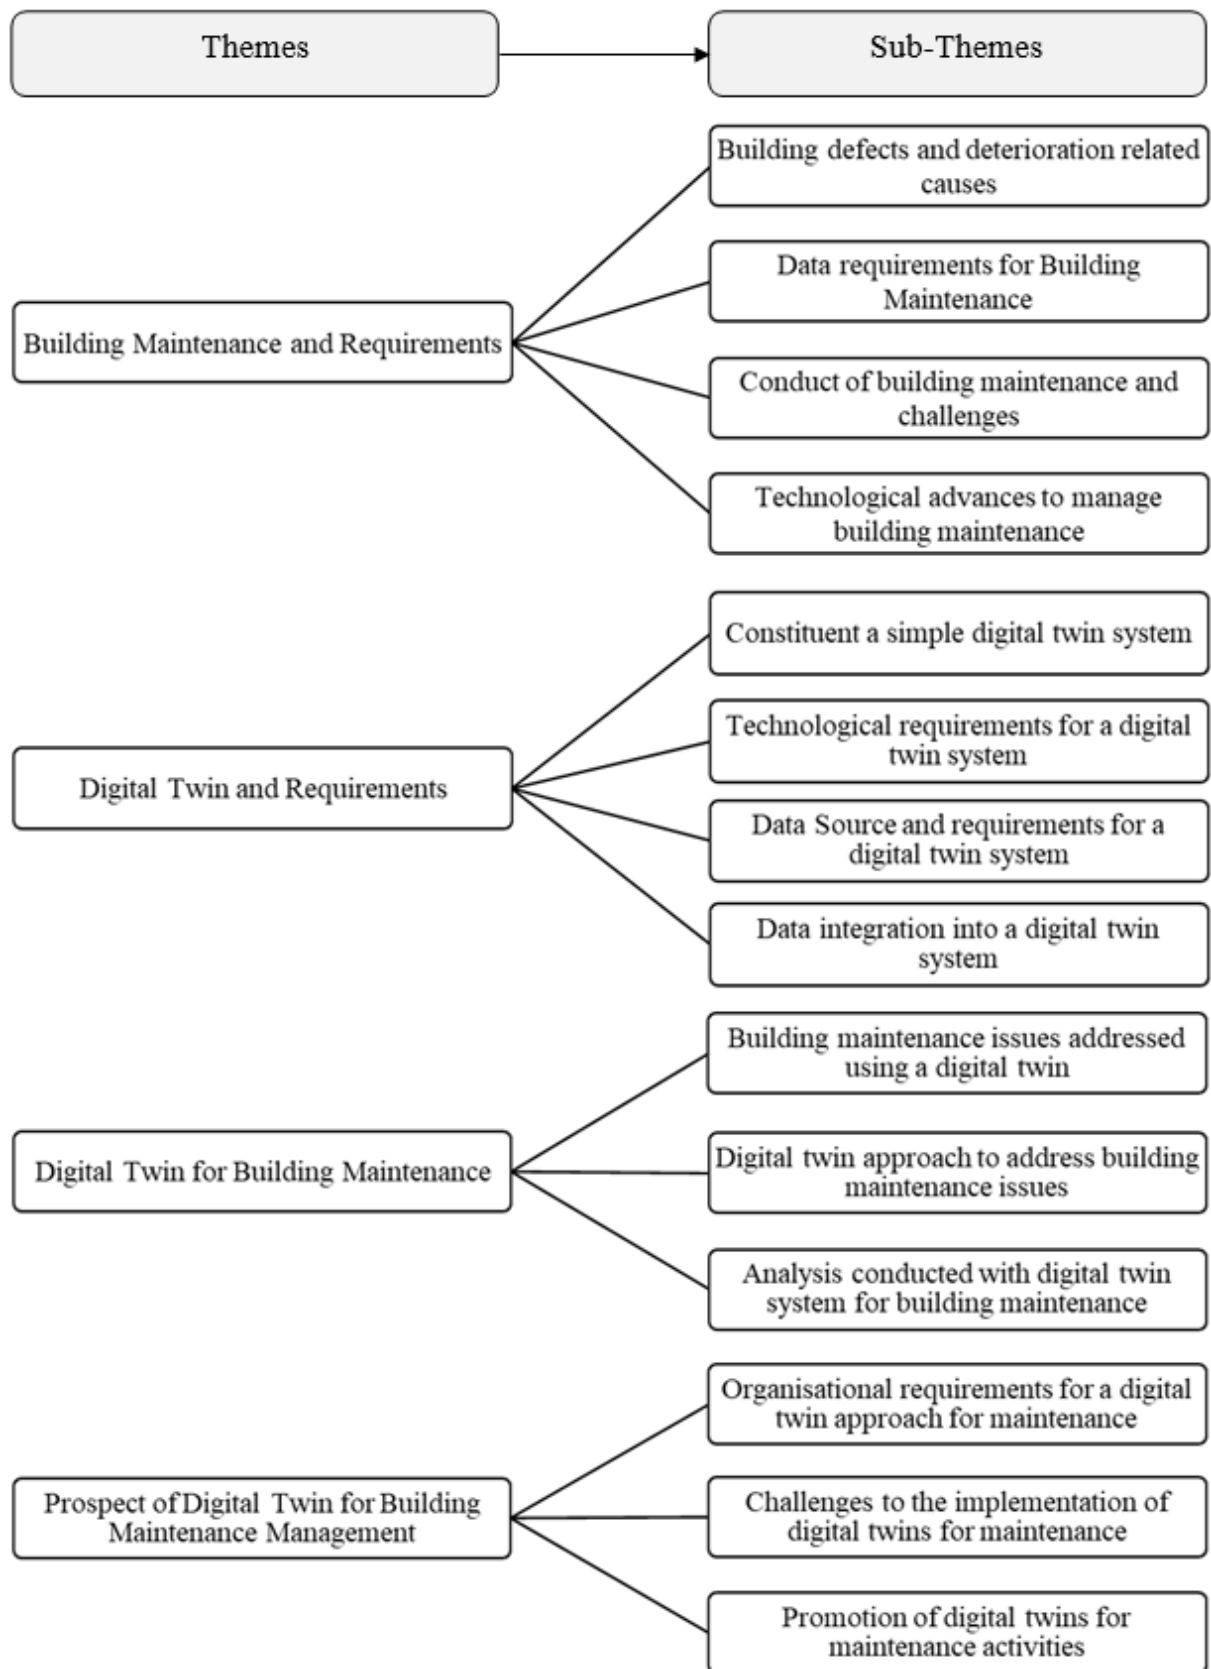 Themes
Sub-Themes
Building Maintenance and Requirements
Building defects and deterioration related
causes
Data requirements for Building
Maintenance
Conduct of building maintenance and
challenges
Technological advances to manage
building maintenance
Digital Twin and Requirements
Constituent a simple digital twin system
Technological requirements for a digital
twin system
Data Source and requirements for a
digital twin system
Data integration into a digital twin
system
Digital Twin for Building Maintenance
Building maintenance issues addressed
using a digital twin
Digital twin approach to address building
maintenance issues
Analysis conducted with digital twin
system for building maintenance
Prospect of Digital Twin for Building
Maintenance Management
Organisational requirements for a digital
twin approach for maintenance
Challenges to the implementation of
digital twins for maintenance
Promotion of digital twins for
maintenance activities